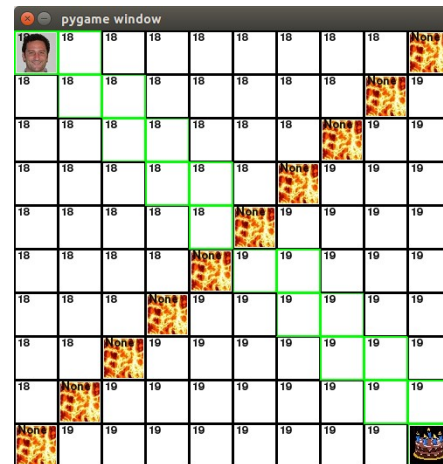 pygame window
18 18 18 18 18 18 18 18 18 None
18 18 18 18 18 18 18 18 None 19
18 18 18 18 18 18 18 None 19 19
18 18 18 18 18 18 None 19 19 19
18 18 18 18 18 None 19 19 19 19
18 18 18 18 None 19 19 19 19 19
18 18 18 None 19 19 19 19 19 19
18 18 None 19 19 19 19 19 19 19
18 None 19 19 19 19 19 19 19 19
None 19 19 19 19 19 19 19 19